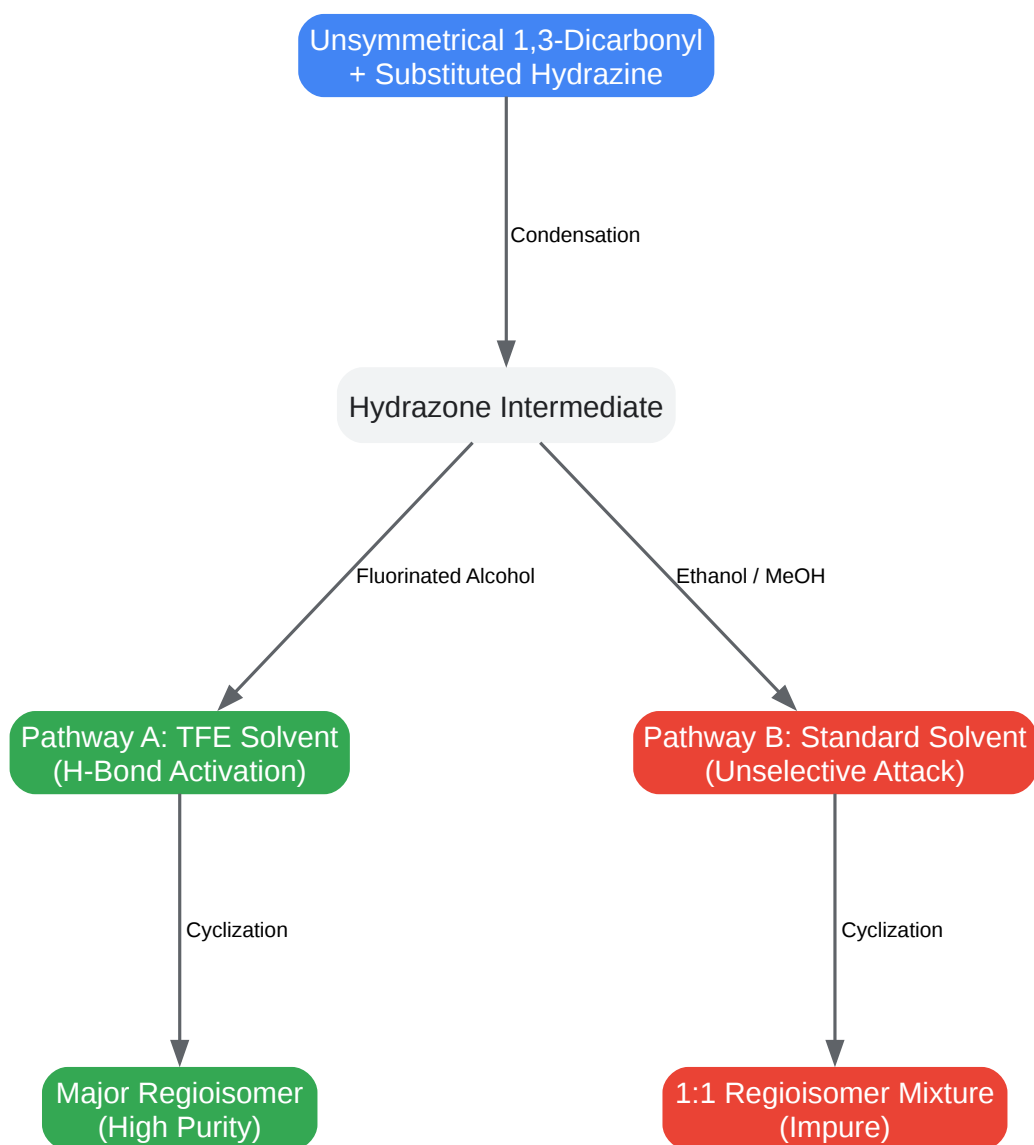 Unsymmetrical 1,3-Dicarbonyl
+ Substituted Hydrazine
Condensation
Hydrazone Intermediate
Fluorinated Alcohol
Ethanol / MeOH
Pathway A: TFE Solvent
(H-Bond Activation)
Pathway B: Standard Solvent
(Unselective Attack)
Cyclization
Cyclization
Major Regioisomer
(High Purity)
1:1 Regioisomer Mixture
(Impure)